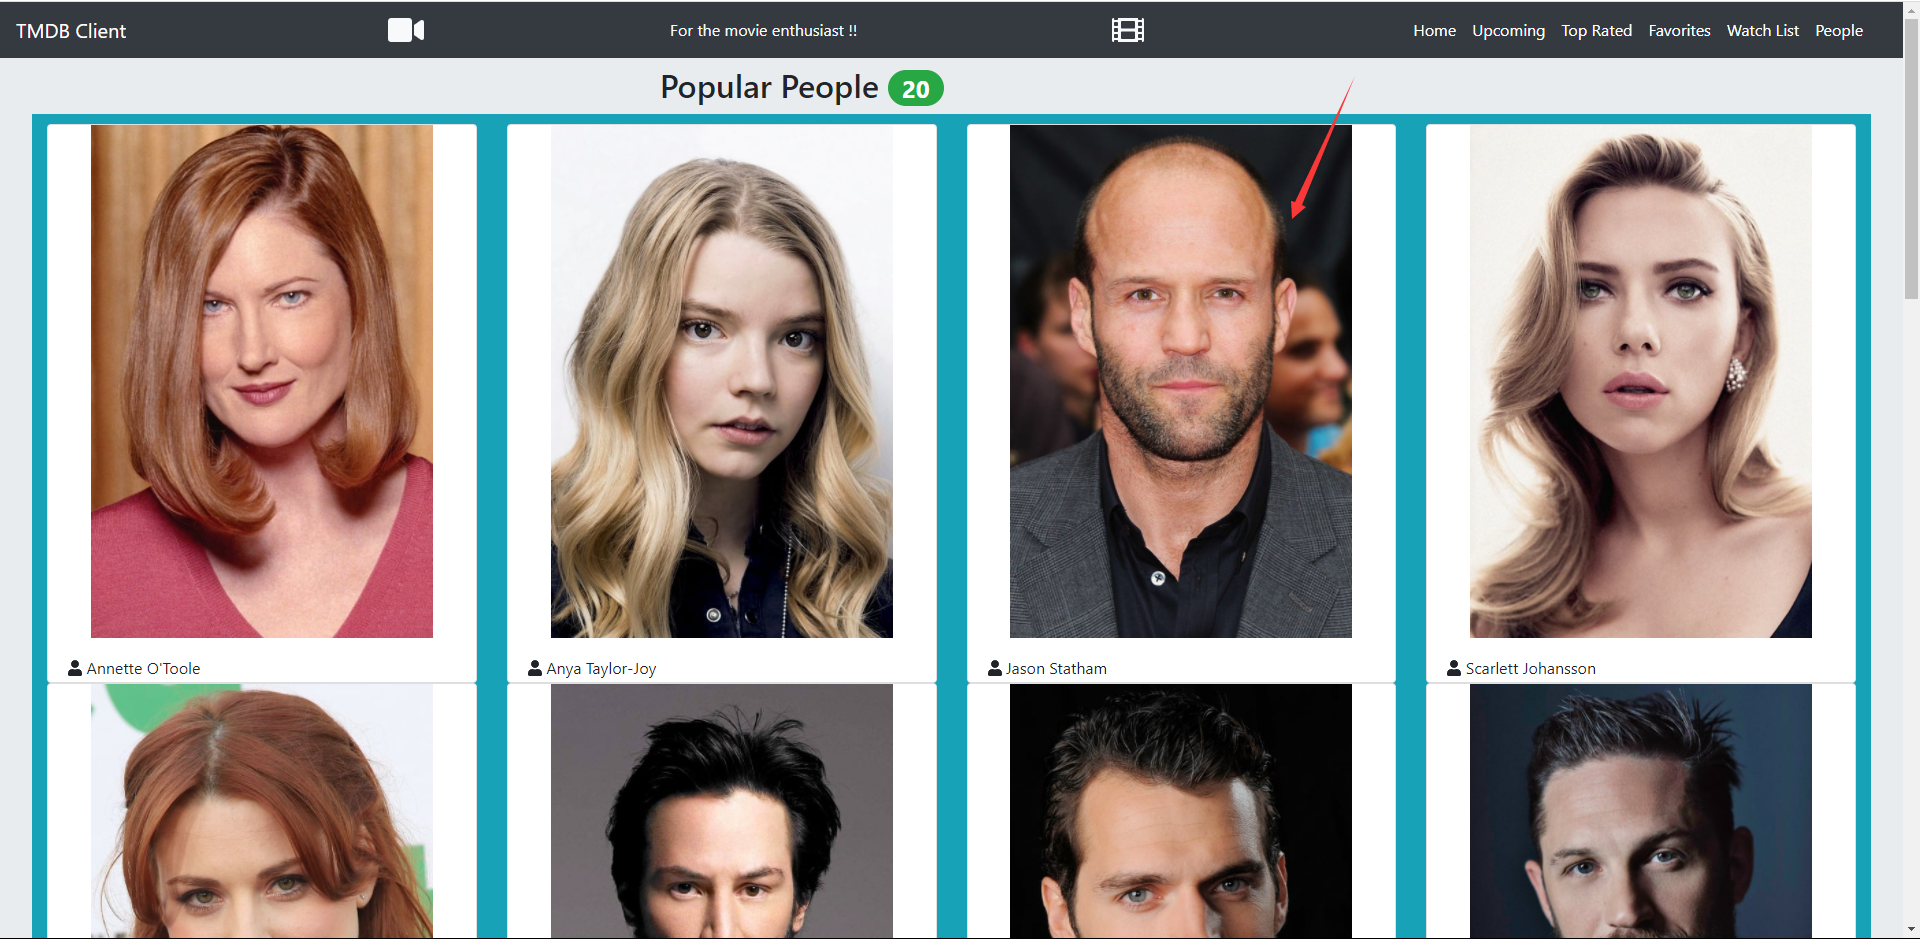 TMDB Client For the movie enthusiast !! Home Upcoming Top Rated Favorites Watch List People
Popular People 20
Annette O'Toole
Anya Taylor-Joy
Jason Statham
Scarlett Johansson